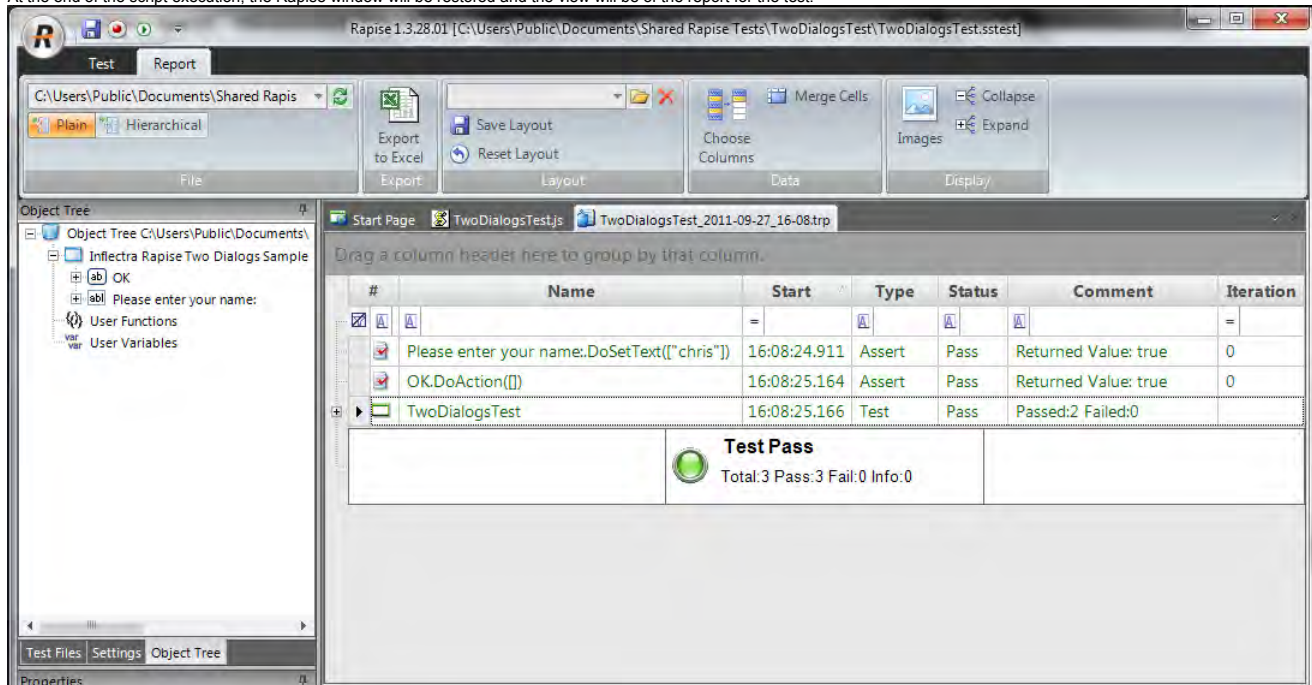 At the end of the script execution, the Rapise window will be restored and the view will be of the report for the test.
Rapise 1.3.28.01 [C:\Users\Public\Documents\Shared Rapise Tests\TwoDialogsTest\TwoDialogsTest.sstest]
Test Report
C:\Users\Public\Documents\Shared Rapis
Plain Hierarchical
File
Export to Excel
Export
Save Layout
Reset Layout
Layout
Choose Columns
Merge Cells
Data
Images
Collapse
Expand
Display
Object Tree
Object Tree C:\Users\Public\Documents\
Inflectra Rapise Two Dialogs Sample
ab OK
abl Please enter your name:
User Functions
var var User Variables
Test Files Settings Object Tree
Properties
Start Page TwoDialogsTest.js TwoDialogsTest_2011-09-27_16-08.trp
Drag a column header here to group by that column.
# Name Start Type Status Comment Iteration
A A = A A A =
Please enter your name:.DoSetText(["chris"]) 16:08:24.911 Assert Pass Returned Value: true 0
OK.DoAction([]) 16:08:25.164 Assert Pass Returned Value: true 0
TwoDialogsTest 16:08:25.166 Test Pass Passed:2 Failed:0
Test Pass
Total:3 Pass:3 Fail:0 Info:0